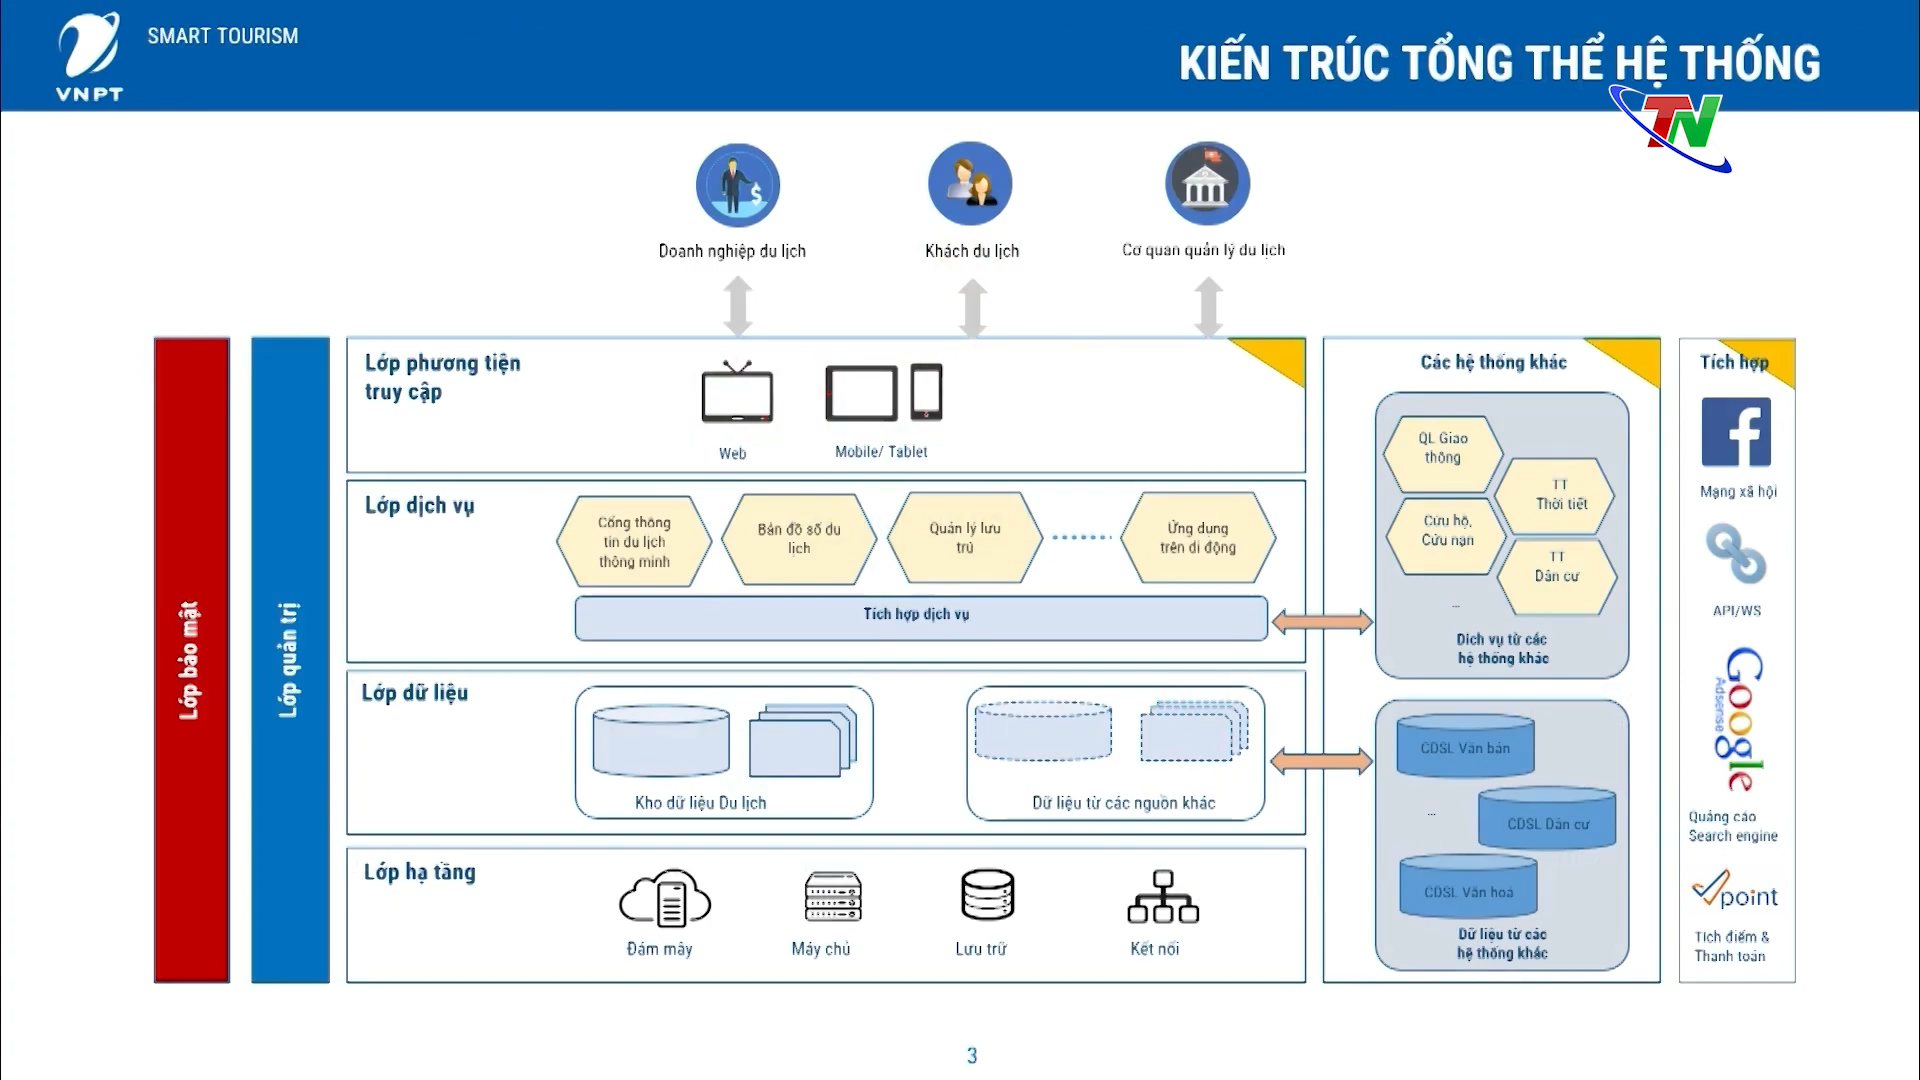 VNPT
SMART TOURISM
KIẾN TRÚC TỔNG THỂ HỆ THỐNG
TN
Doanh nghiệp du lịch
Khách du lịch
Cơ quan quản lý du lịch
Lớp bảo mật
Lớp quản trị
Lớp phương tiện
truy cập
Web
Mobile/ Tablet
Lớp dịch vụ
Cổng thông
tin du lịch
thông minh
Bản đồ số du
lịch
Quản lý lưu
trú
Ứng dụng
trên di động
Tích hợp dịch vụ
Lớp dữ liệu
Kho dữ liệu Du lịch
Dữ liệu từ các nguồn khác
Lớp hạ tầng
Đám mây
Máy chủ
Lưu trữ
Kết nối
Các hệ thống khác
QL Giao
thông
TT
Thời tiết
Cứu hộ,
Cứu nạn
TT
Dân cư
...
Dịch vụ từ các
hệ thống khác
CDSL Văn bản
...
CDSL Dân cư
CDSL Văn hoá
Dữ liệu từ các
hệ thống khác
Tích hợp
Mạng xã hội
API/WS
Google
Adsense
Quảng cáo
Search engine
Vpoint
Tích điểm &
Thanh toán
3